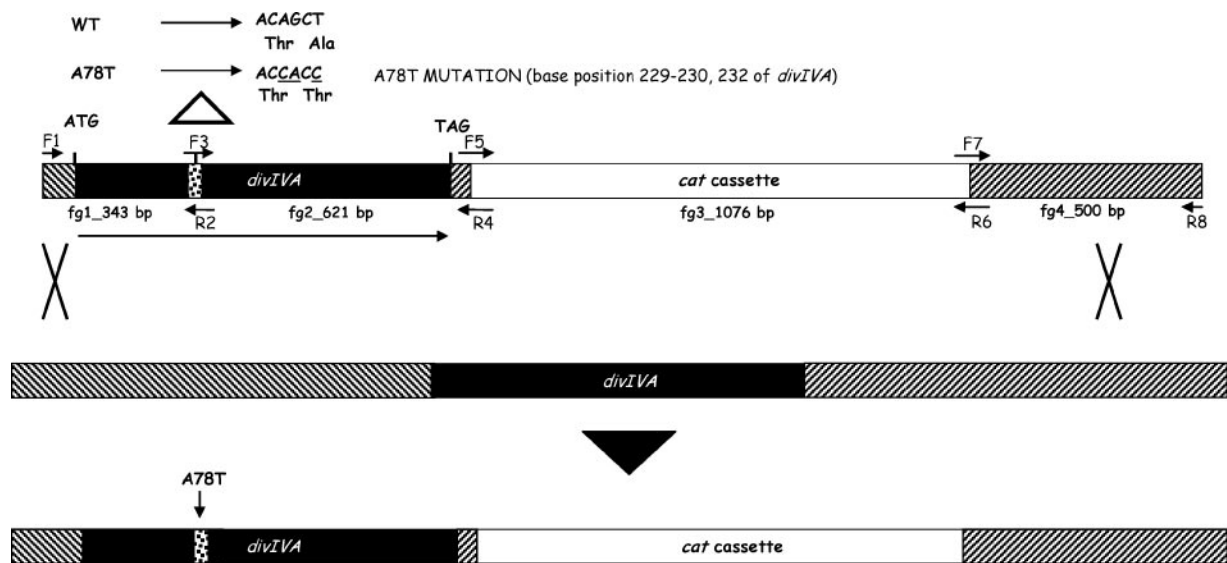 WT ACAGCT
Thr Ala
A78T ACCACC A78T MUTATION (base position 229-230, 232 of divIVA)
Thr Thr
ATG TAG
F1 F3 F5 F7
divIVA cat cassette
fg1_343 bp fg2_621 bp fg3_1076 bp fg4_500 bp
R2 R4 R6 R8
divIVA
A78T
divIVA cat cassette